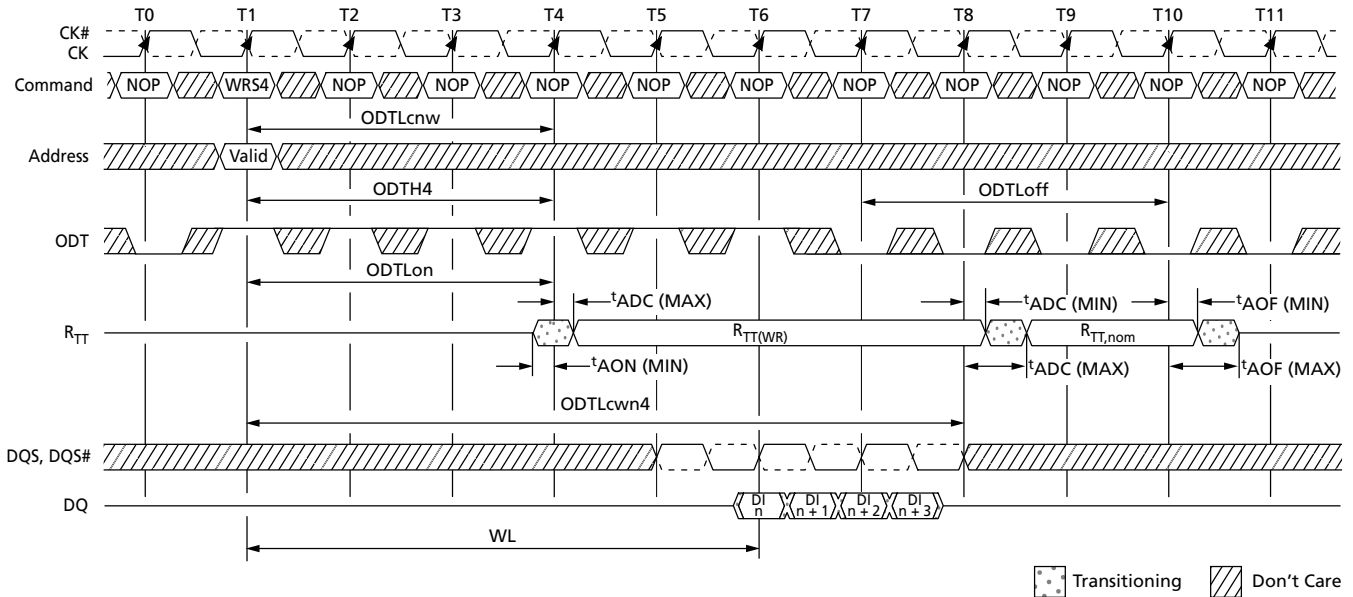 T0 T1 T2 T3 T4 T5 T6 T7 T8 T9 T10 T11
CK#
CK
Command NOP WRS4 NOP NOP NOP NOP NOP NOP NOP NOP NOP NOP
ODTLcnw
Address Valid
ODTH4 ODTLoff
ODT
ODTLon
tADC (MAX) tADC (MIN) tAOF (MIN)
RTT RTT(WR) RTT,nom
tAON (MIN) tADC (MAX) tAOF (MAX)
ODTLcwn4
DQS, DQS#
DQ DI n DI n + 1 DI n + 2 DI n + 3
WL
Transitioning Don't Care